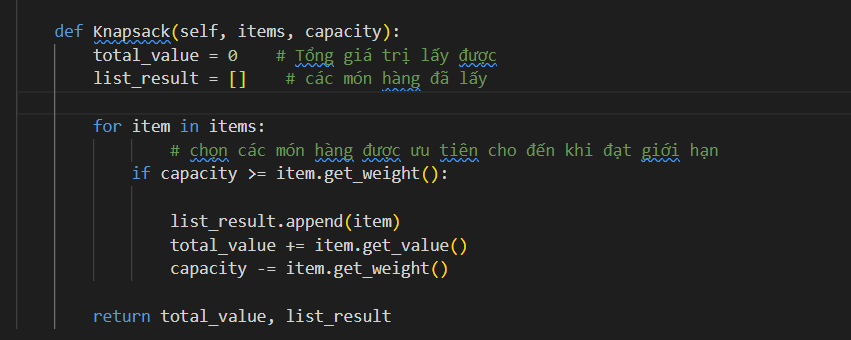 def Knapsack(self, items, capacity):
total_value = 0 # Tổng giá trị lấy được
list_result = [] # các món hàng đã lấy
for item in items:
# chọn các món hàng được ưu tiên cho đến khi đạt giới hạn
if capacity >= item.get_weight():
list_result.append(item)
total_value += item.get_value()
capacity -= item.get_weight()
return total_value, list_result